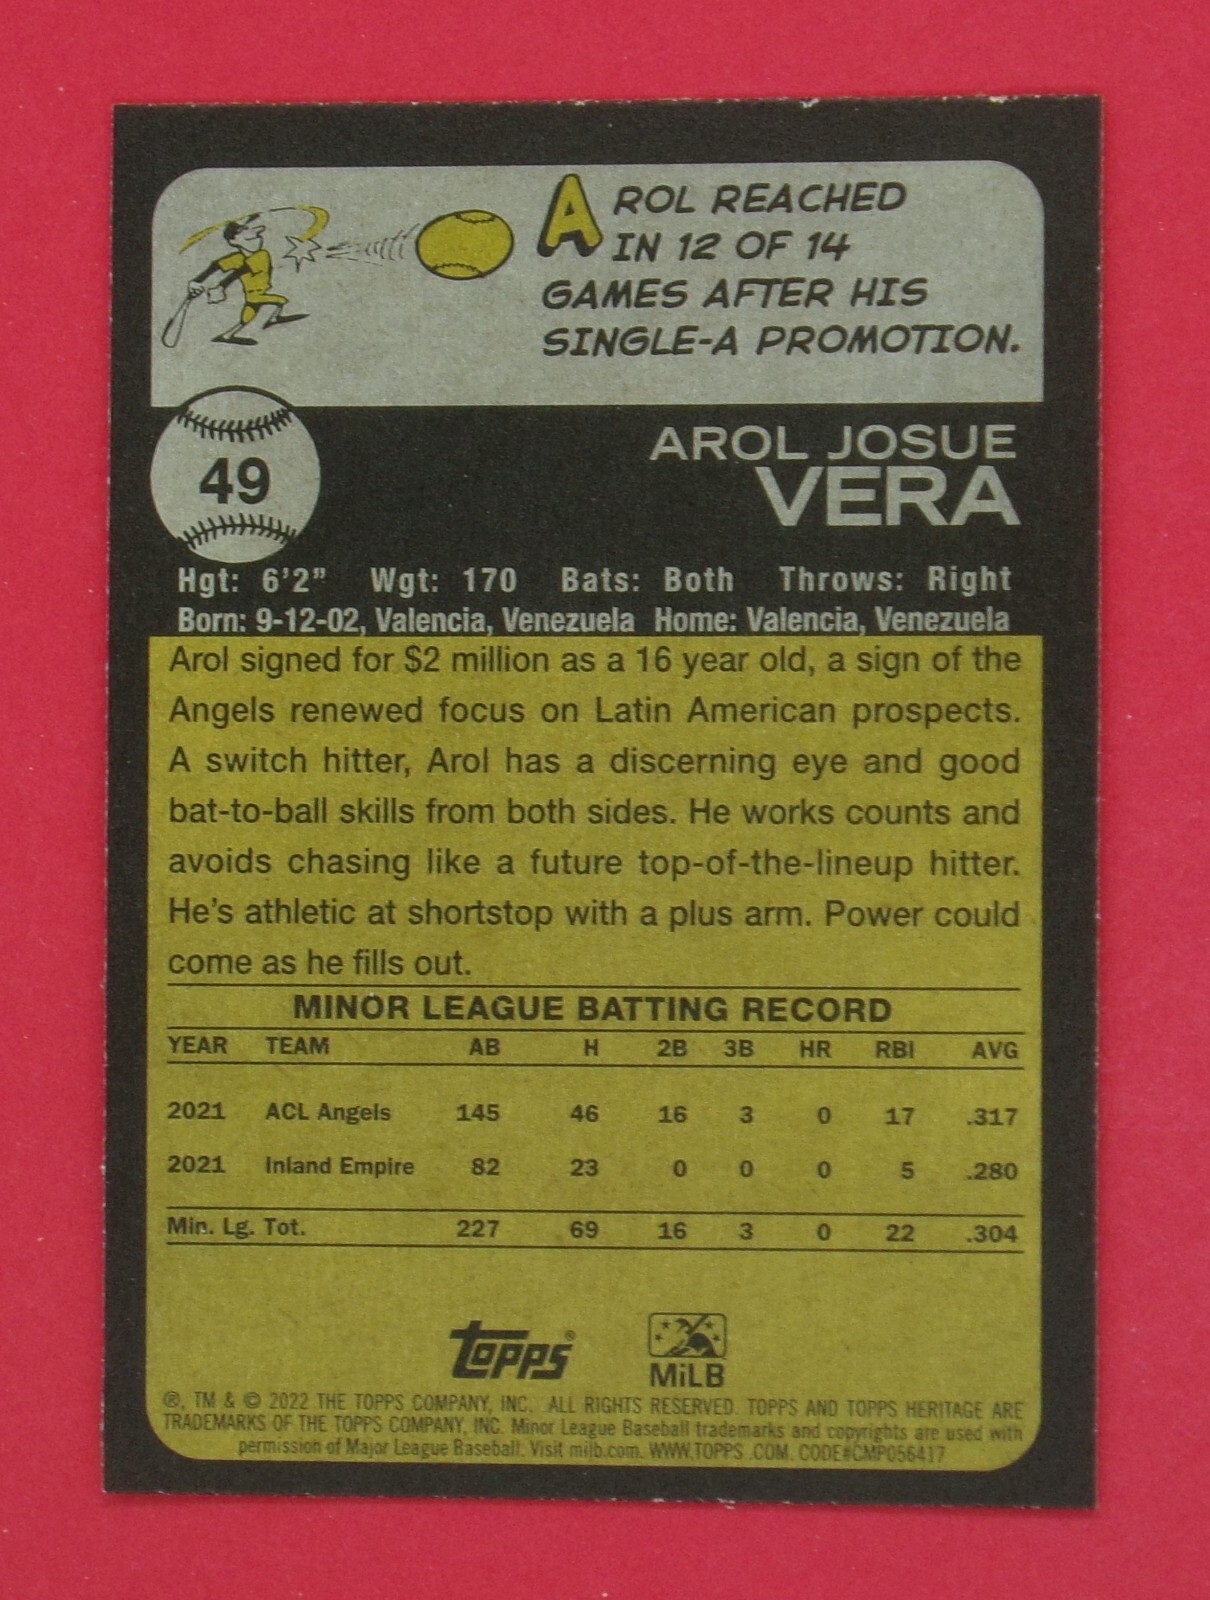 AROL REACHED
IN 12 OF 14
GAMES AFTER HIS
SINGLE-A PROMOTION.
49
AROL JOSUE
VERA
Hgt: 6'2" Wgt: 170 Bats: Both Throws: Right
Born: 9-12-02, Valencia, Venezuela Home: Valencia, Venezuela
Arol signed for $2 million as a 16 year old, a sign of the
Angels renewed focus on Latin American prospects.
A switch hitter, Arol has a discerning eye and good
bat-to-ball skills from both sides. He works counts and
avoids chasing like a future top-of-the-lineup hitter.
He's athletic at shortstop with a plus arm. Power could
come as he fills out.
MINOR LEAGUE BATTING RECORD
YEAR TEAM AB H 2B 3B HR RBI AVG
2021 ACL Angels 145 46 16 3 0 17 .317
2021 Inland Empire 82 23 0 0 0 5 .280
Min. Lg. Tot. 227 69 16 3 0 22 .304
topps®
MiLB
®, TM & © 2022 THE TOPPS COMPANY, INC. ALL RIGHTS RESERVED. TOPPS AND TOPPS HERITAGE ARE
TRADEMARKS OF THE TOPPS COMPANY, INC. Minor League Baseball trademarks and copyrights are used with
permission of Major League Baseball. Visit milb.com. WWW.TOPPS.COM. CODE#CMP056417